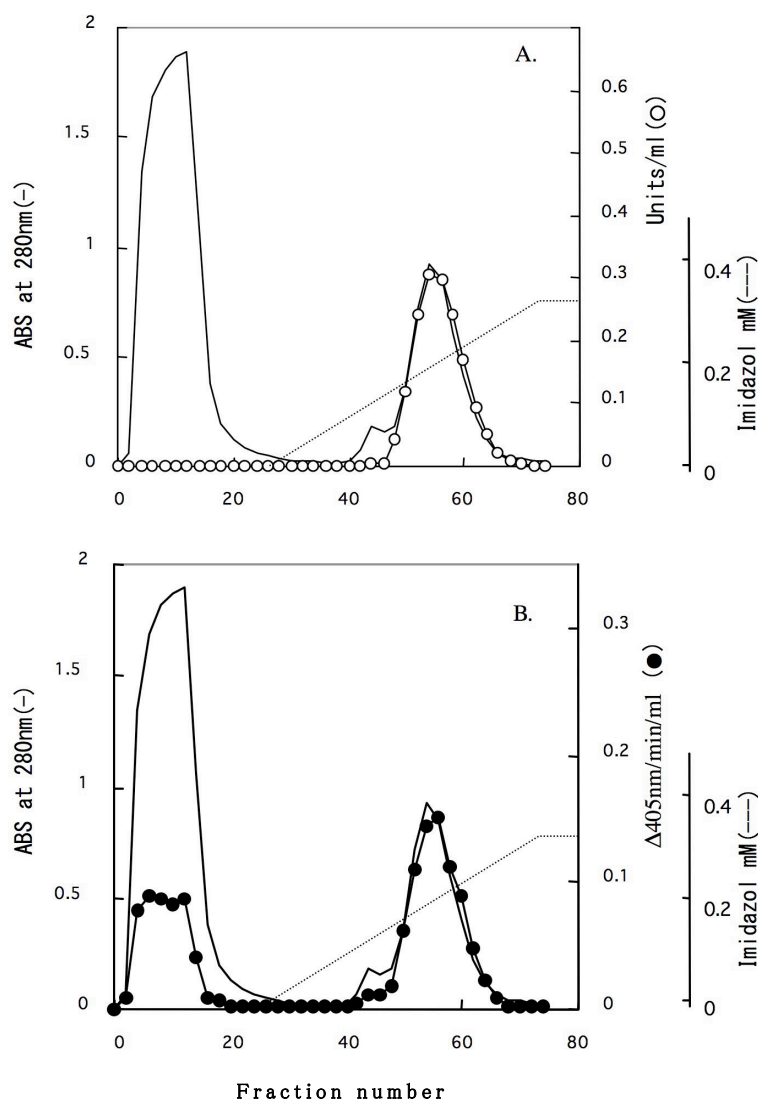 A.
2
1.5
1
0.5
0
ABS at 280nm(-)
0.6
0.5
0.4
0.3
0.2
0.1
0
Units/ml(○)
0.4
0.2
0
Imidazol mM(---)
0 20 40 60 80
B.
2
1.5
1
0.5
0
ABS at 280nm(-)
0.3
0.2
0.1
0
Δ405nm/min/ml (●)
0.4
0.2
0
Imidazol mM(---)
0 20 40 60 80
Fraction number